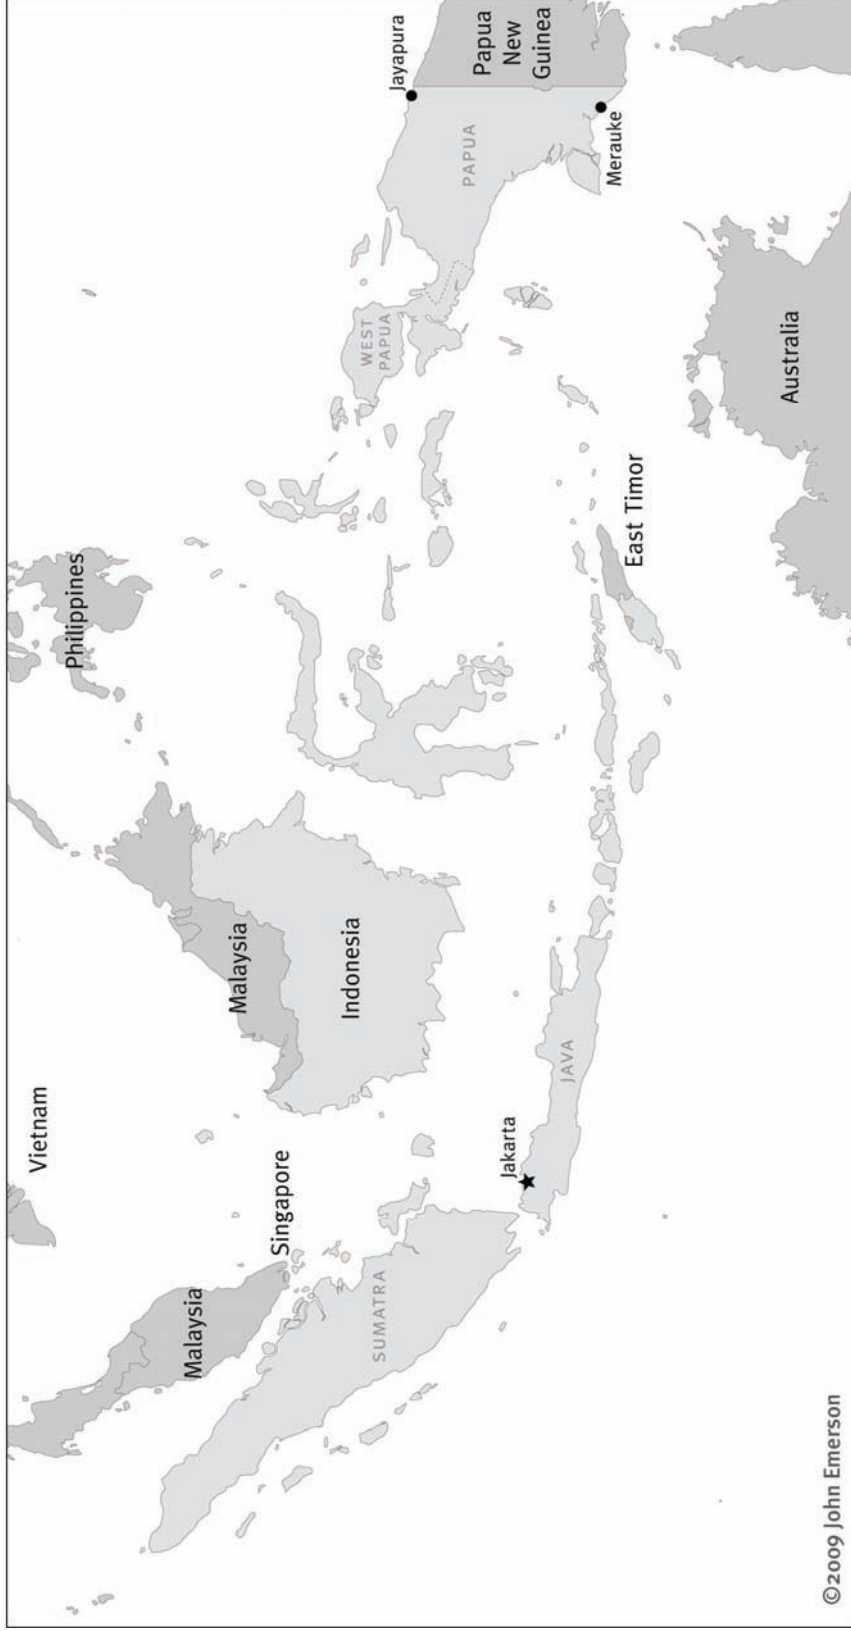 Vietnam
Philippines
Malaysia
Singapore
Malaysia
Indonesia
SUMATRA
Jakarta
JAVA
East Timor
WEST
PAPUA
Jayapura
PAPUA
Papua
New
Guinea
Merauke
Australia
©2009 John Emerson